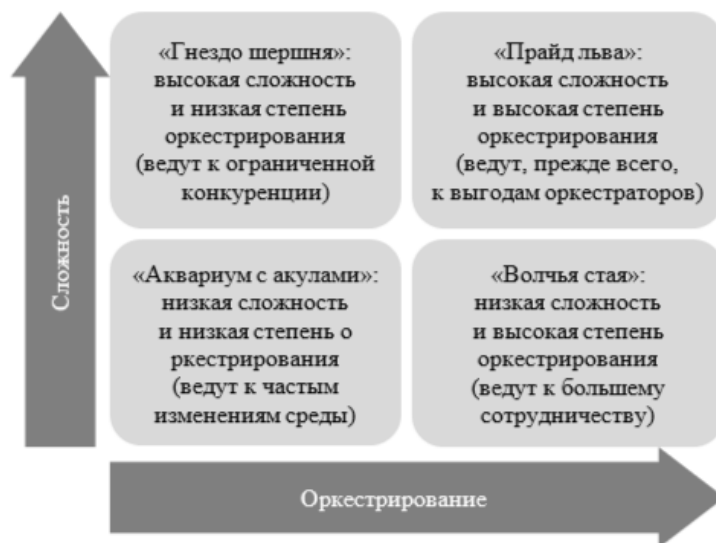 «Гнездо шершня»:
высокая сложность
и низкая степень
оркестрирования
(ведут к ограниченной
конкуренции)
«Прайд льва»:
высокая сложность
и высокая степень
оркестрирования
(ведут, прежде всего,
к выгодам оркестраторов)
Сложность
«Аквариум с акулами»:
низкая сложность
и низкая степень о
ркестрирования
(ведут к частым
изменениям среды)
«Волчья стая»:
низкая сложность
и высокая степень
оркестрирования
(ведут к большему
сотрудничеству)
Оркестрирование